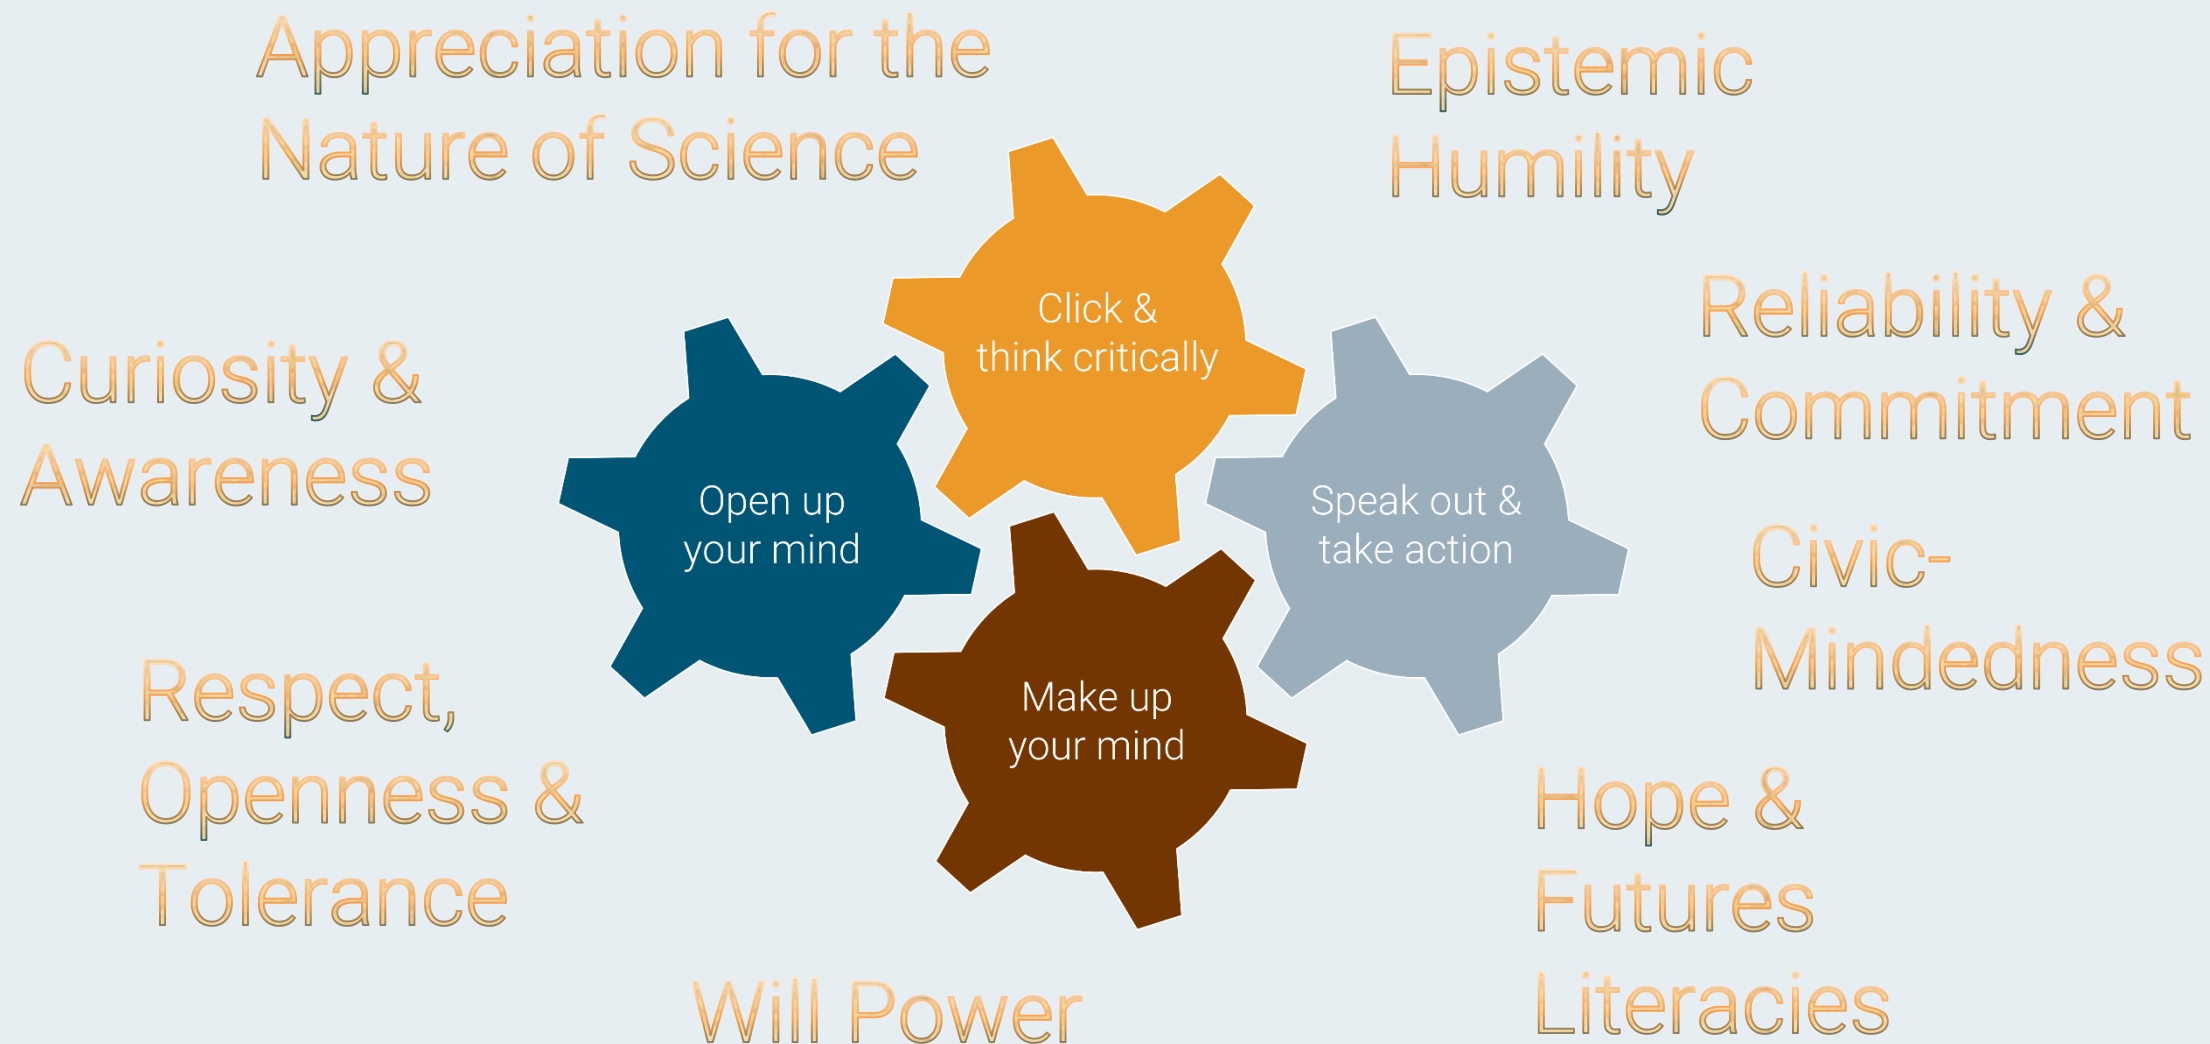 Appreciation for the
Nature of Science
Epistemic
Humility
Click &
think critically
Reliability &
Commitment
Curiosity &
Awareness
Open up
your mind
Speak out &
take action
Civic-
Mindedness
Make up
your mind
Respect,
Openness &
Tolerance
Hope &
Futures
Literacies
Will Power